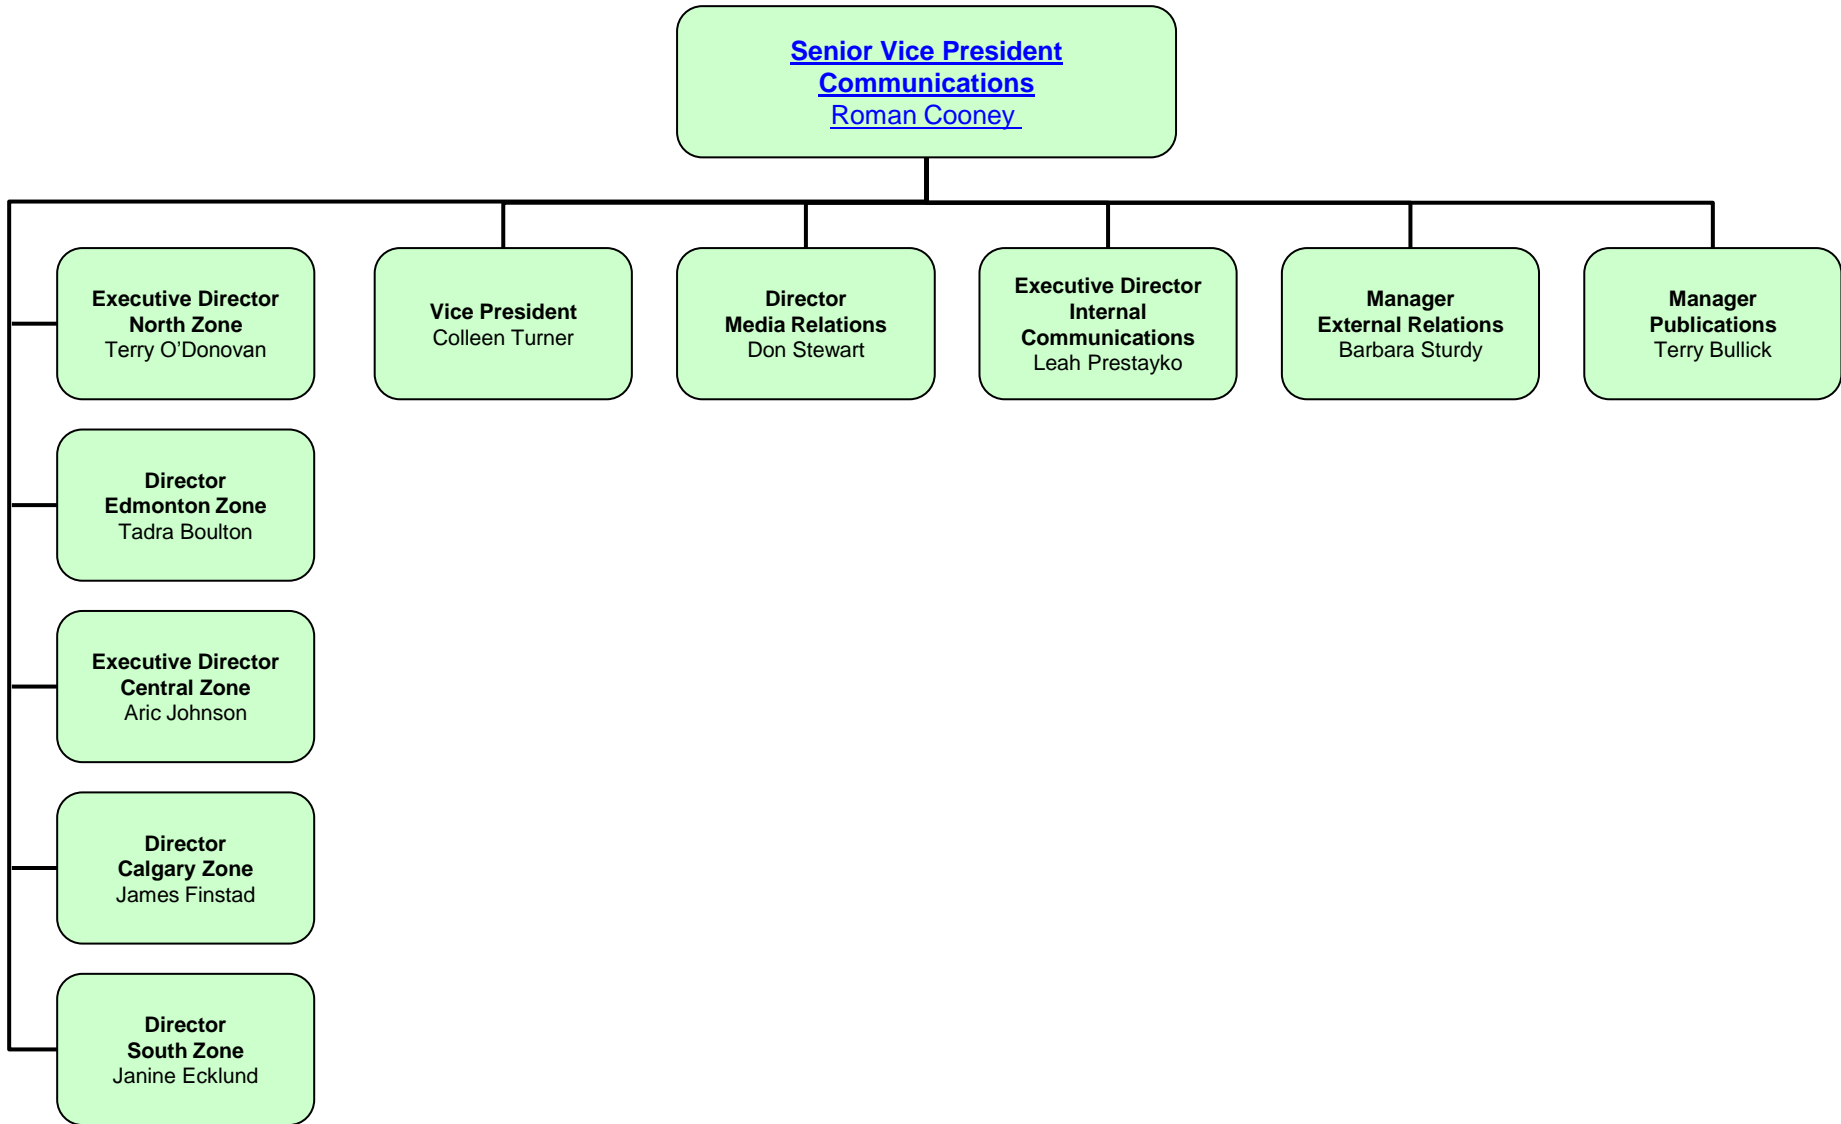 Senior Vice President
Communications
Roman Cooney
Executive Director
North Zone
Terry O’Donovan
Vice President
Colleen Turner
Director
Media Relations
Don Stewart
Executive Director
Internal
Communications
Leah Prestayko
Manager
External Relations
Barbara Sturdy
Manager
Publications
Terry Bullick
Director
Edmonton Zone
Tadra Boulton
Executive Director
Central Zone
Aric Johnson
Director
Calgary Zone
James Finstad
Director
South Zone
Janine Ecklund